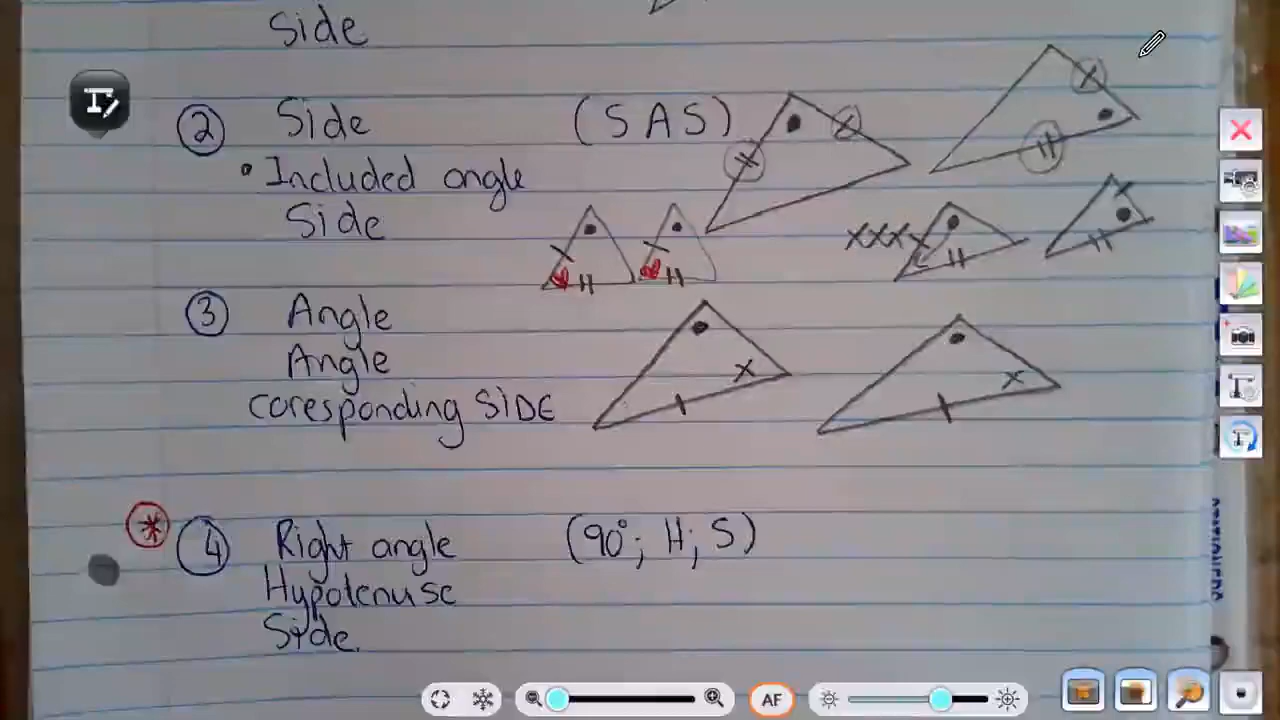 Side
② Side (SAS)
• Included angle
Side
xxx
③ Angle
Angle
coresponding SIDE
* ④ Right angle (90°; H; S)
Hypotenuse
Side.
AF